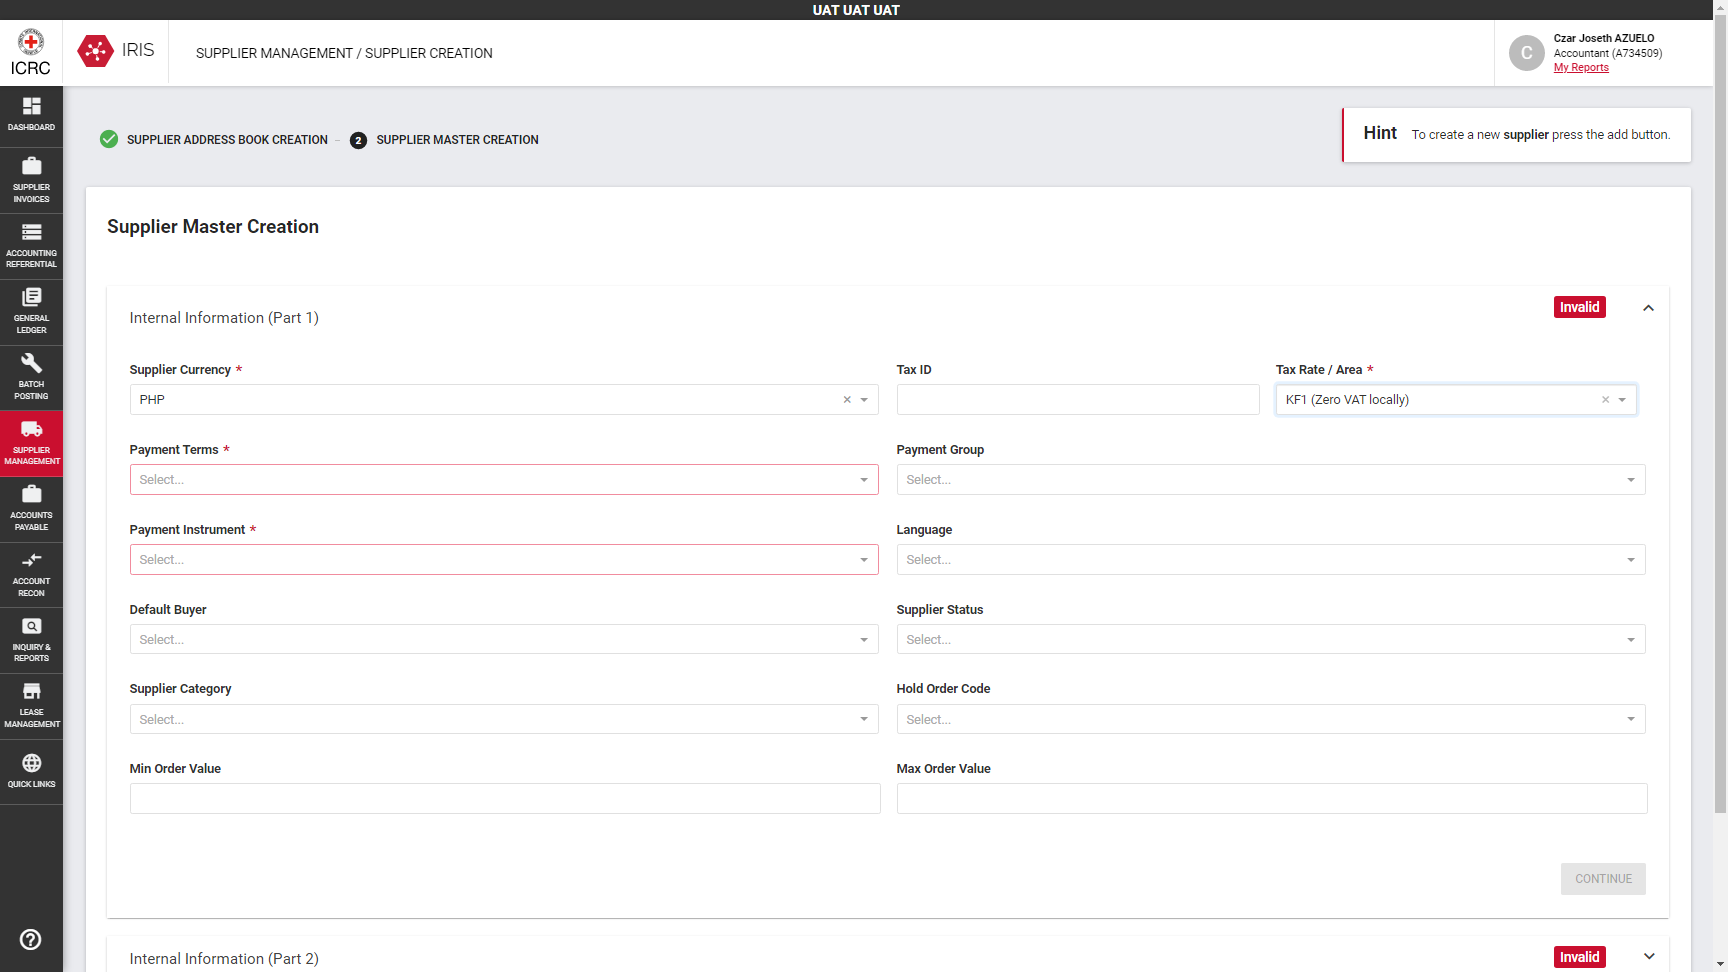 UAT UAT UAT
ICRC
IRIS
SUPPLIER MANAGEMENT / SUPPLIER CREATION
C
Czar Joseth AZUELO
Accountant (A734509)
My Reports
DASHBOARD
SUPPLIER
INVOICES
ACCOUNTING
REFERENTIAL
GENERAL
LEDGER
BATCH
POSTING
SUPPLIER
MANAGEMENT
ACCOUNTS
PAYABLE
ACCOUNT
RECON
INQUIRY &
REPORTS
LEASE
MANAGEMENT
QUICK LINKS
SUPPLIER ADDRESS BOOK CREATION
2 SUPPLIER MASTER CREATION
Hint To create a new supplier press the add button.
Supplier Master Creation
Internal Information (Part 1)
Invalid
Supplier Currency *
PHP
Tax ID
Tax Rate / Area *
KF1 (Zero VAT locally)
Payment Terms *
Select...
Payment Group
Select...
Payment Instrument *
Select...
Language
Select...
Default Buyer
Select...
Supplier Status
Select...
Supplier Category
Select...
Hold Order Code
Select...
Min Order Value
Max Order Value
CONTINUE
Internal Information (Part 2)
Invalid